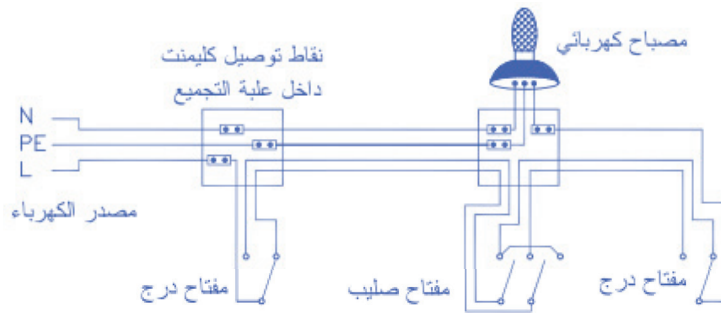 مصباح كهربائي
نقاط توصيل كليمنت
داخل علبة التجميع
N
PE
L
مصدر الكهرباء
مفتاح درج
مفتاح صليب
مفتاح درج